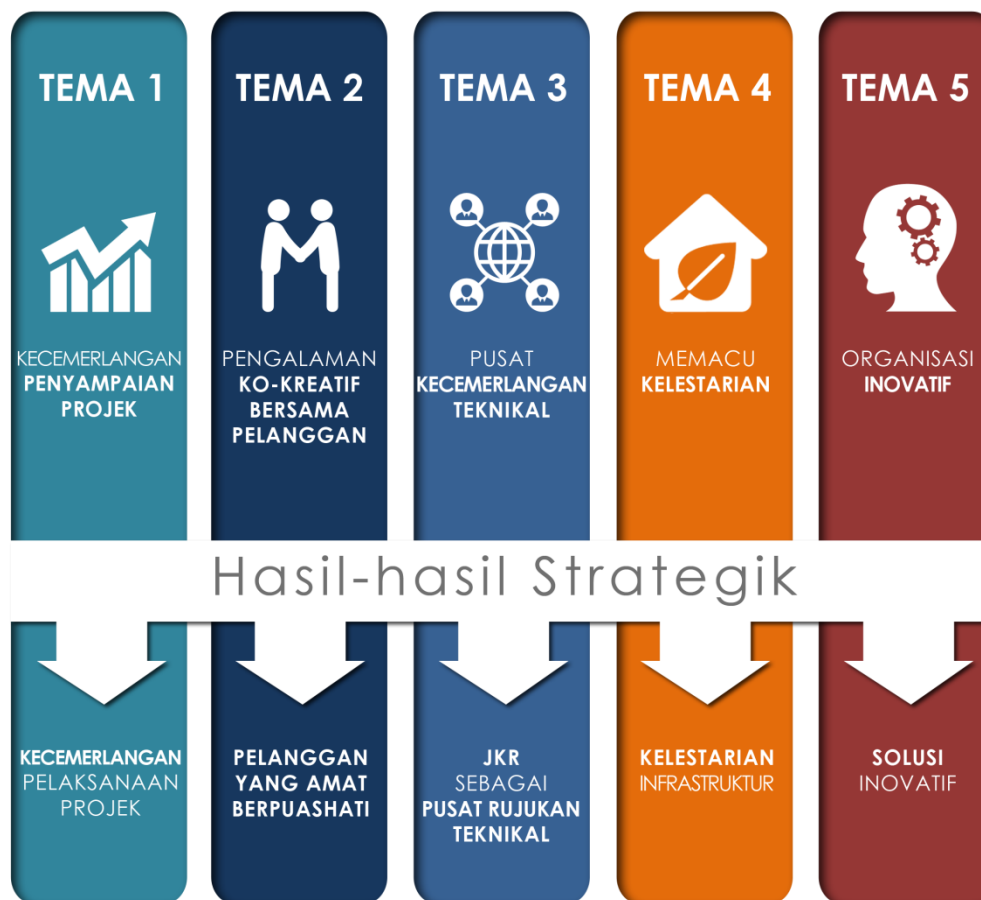 TEMA 1
KECEMERLANGAN
PENYAMPAIAN
PROJEK
TEMA 2
PENGALAMAN
KO-KREATIF
BERSAMA
PELANGGAN
TEMA 3
PUSAT
KECEMERLANGAN
TEKNIKAL
TEMA 4
MEMACU
KELESTARIAN
TEMA 5
ORGANISASI
INOVATIF
Hasil-hasil Strategik
KECEMERLANGAN
PELAKSANAAN
PROJEK
PELANGGAN
YANG AMAT
BERPUASHATI
JKR
SEBAGAI
PUSAT RUJUKAN
TEKNIKAL
KELESTARIAN
INFRASTRUKTUR
SOLUSI
INOVATIF